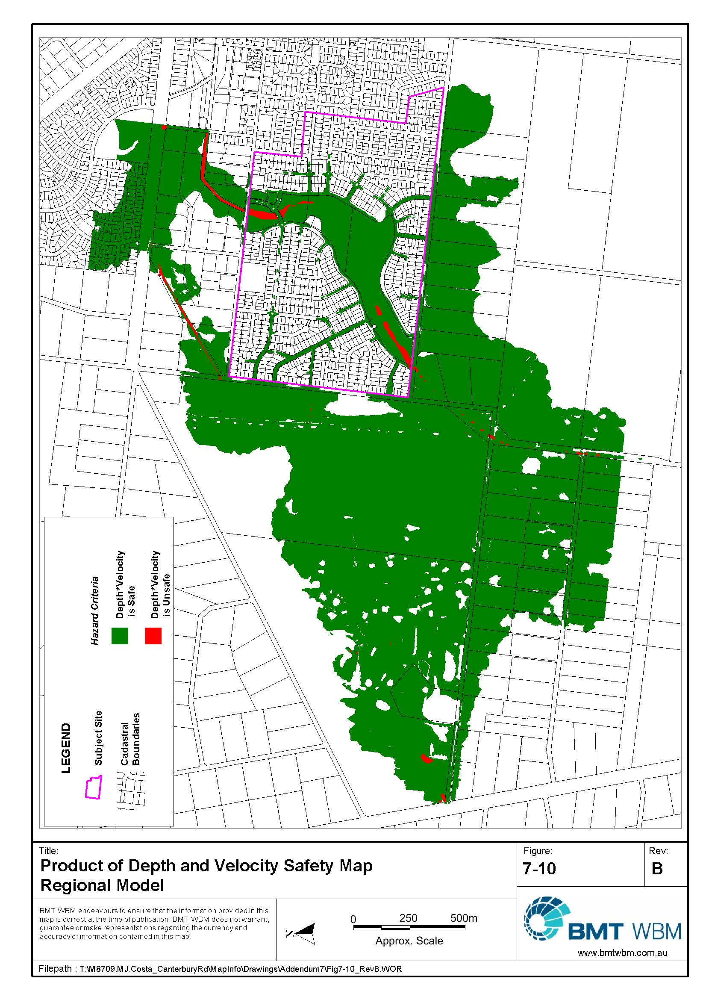 LEGEND
Subject Site
Cadastral
Boundaries
Hazard Criteria
Depth*Velocity
is Safe
Depth*Velocity
is Unsafe
Title:
Product of Depth and Velocity Safety Map
Regional Model
Figure:
7-10
Rev:
B
BMT WBM endeavours to ensure that the information provided in this
map is correct at the time of publication. BMT WBM does not warrant,
guarantee or make representations regarding the currency and
accuracy of information contained in this map.
N
0 250 500m
Approx. Scale
BMT WBM
www.bmtwbm.com.au
Filepath : T:\M8709.MJ.Costa_CanterburyRd\MapInfo\Drawings\Addendum7\Fig7-10_RevB.WOR